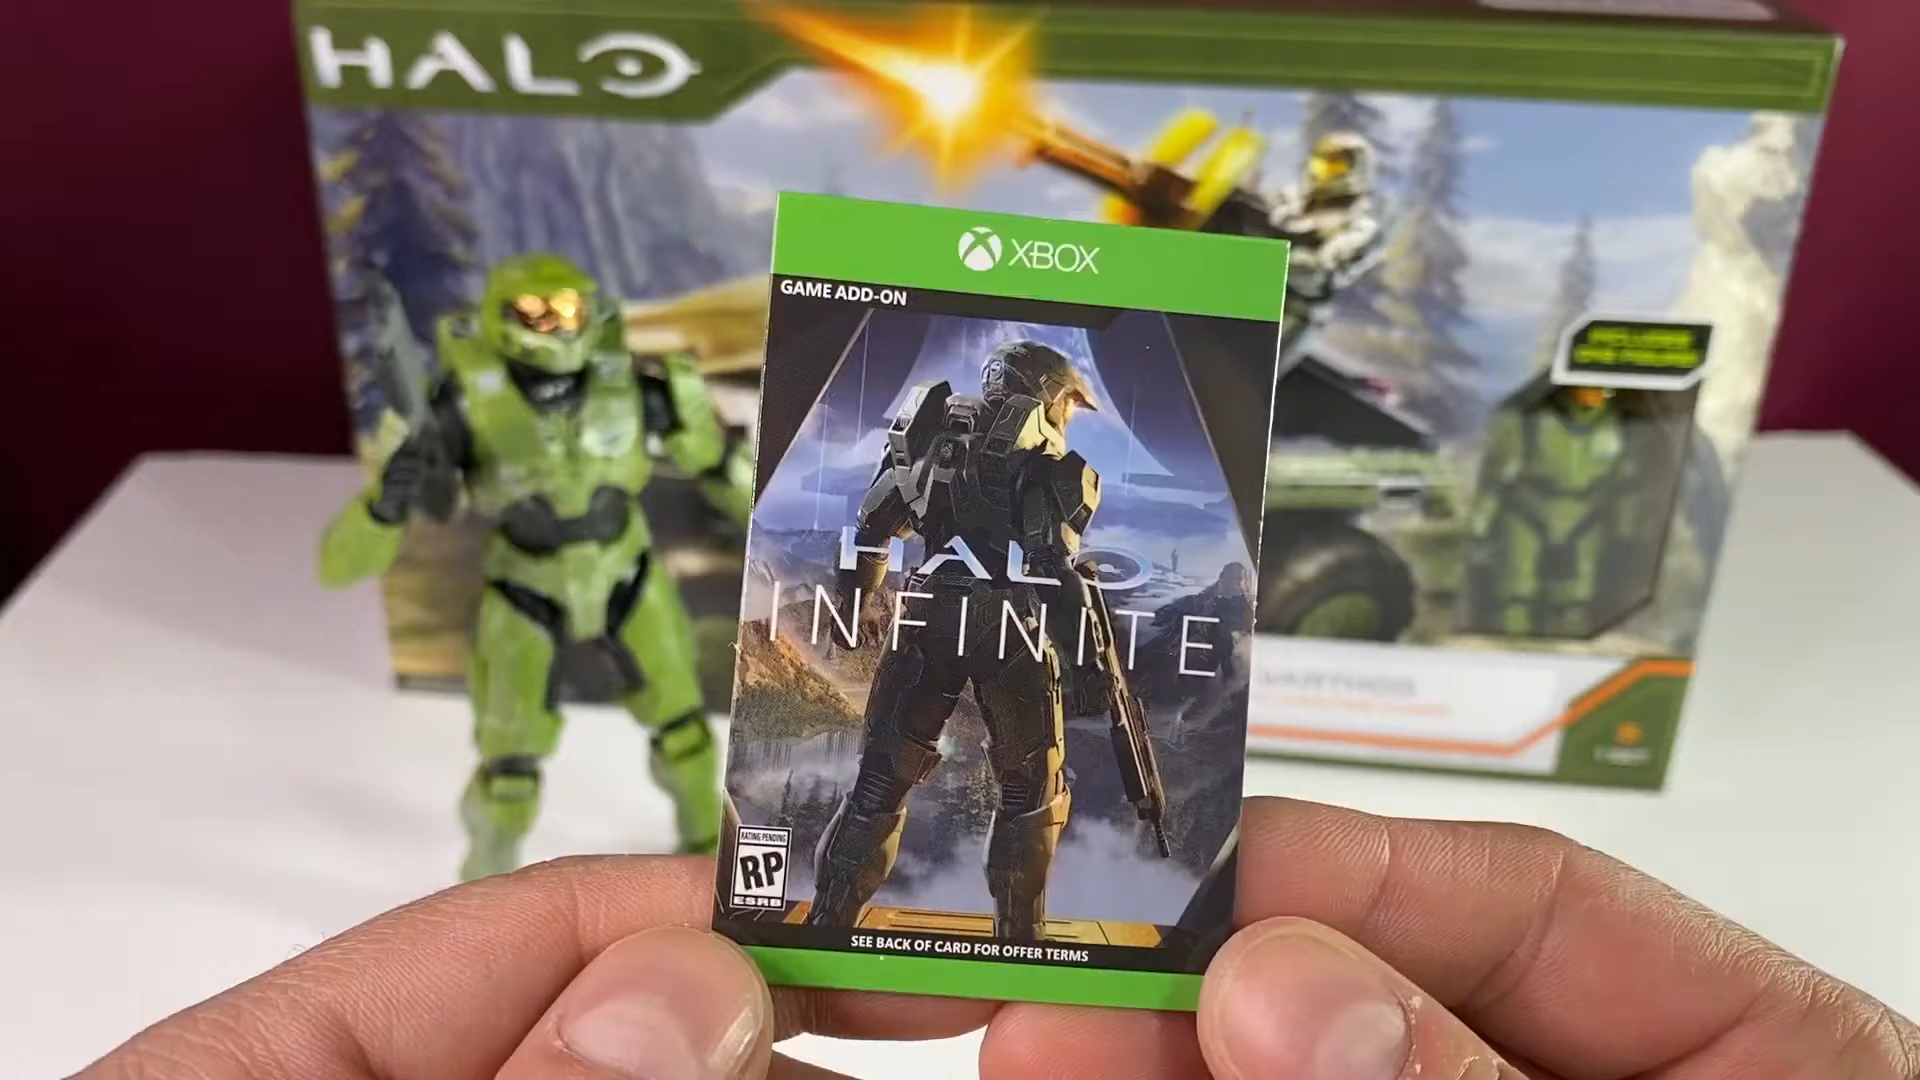 HALO
XBOX
GAME ADD-ON
HALO
INFINITE
RATING PENDING
RP
ESRB
SEE BACK OF CARD FOR OFFER TERMS